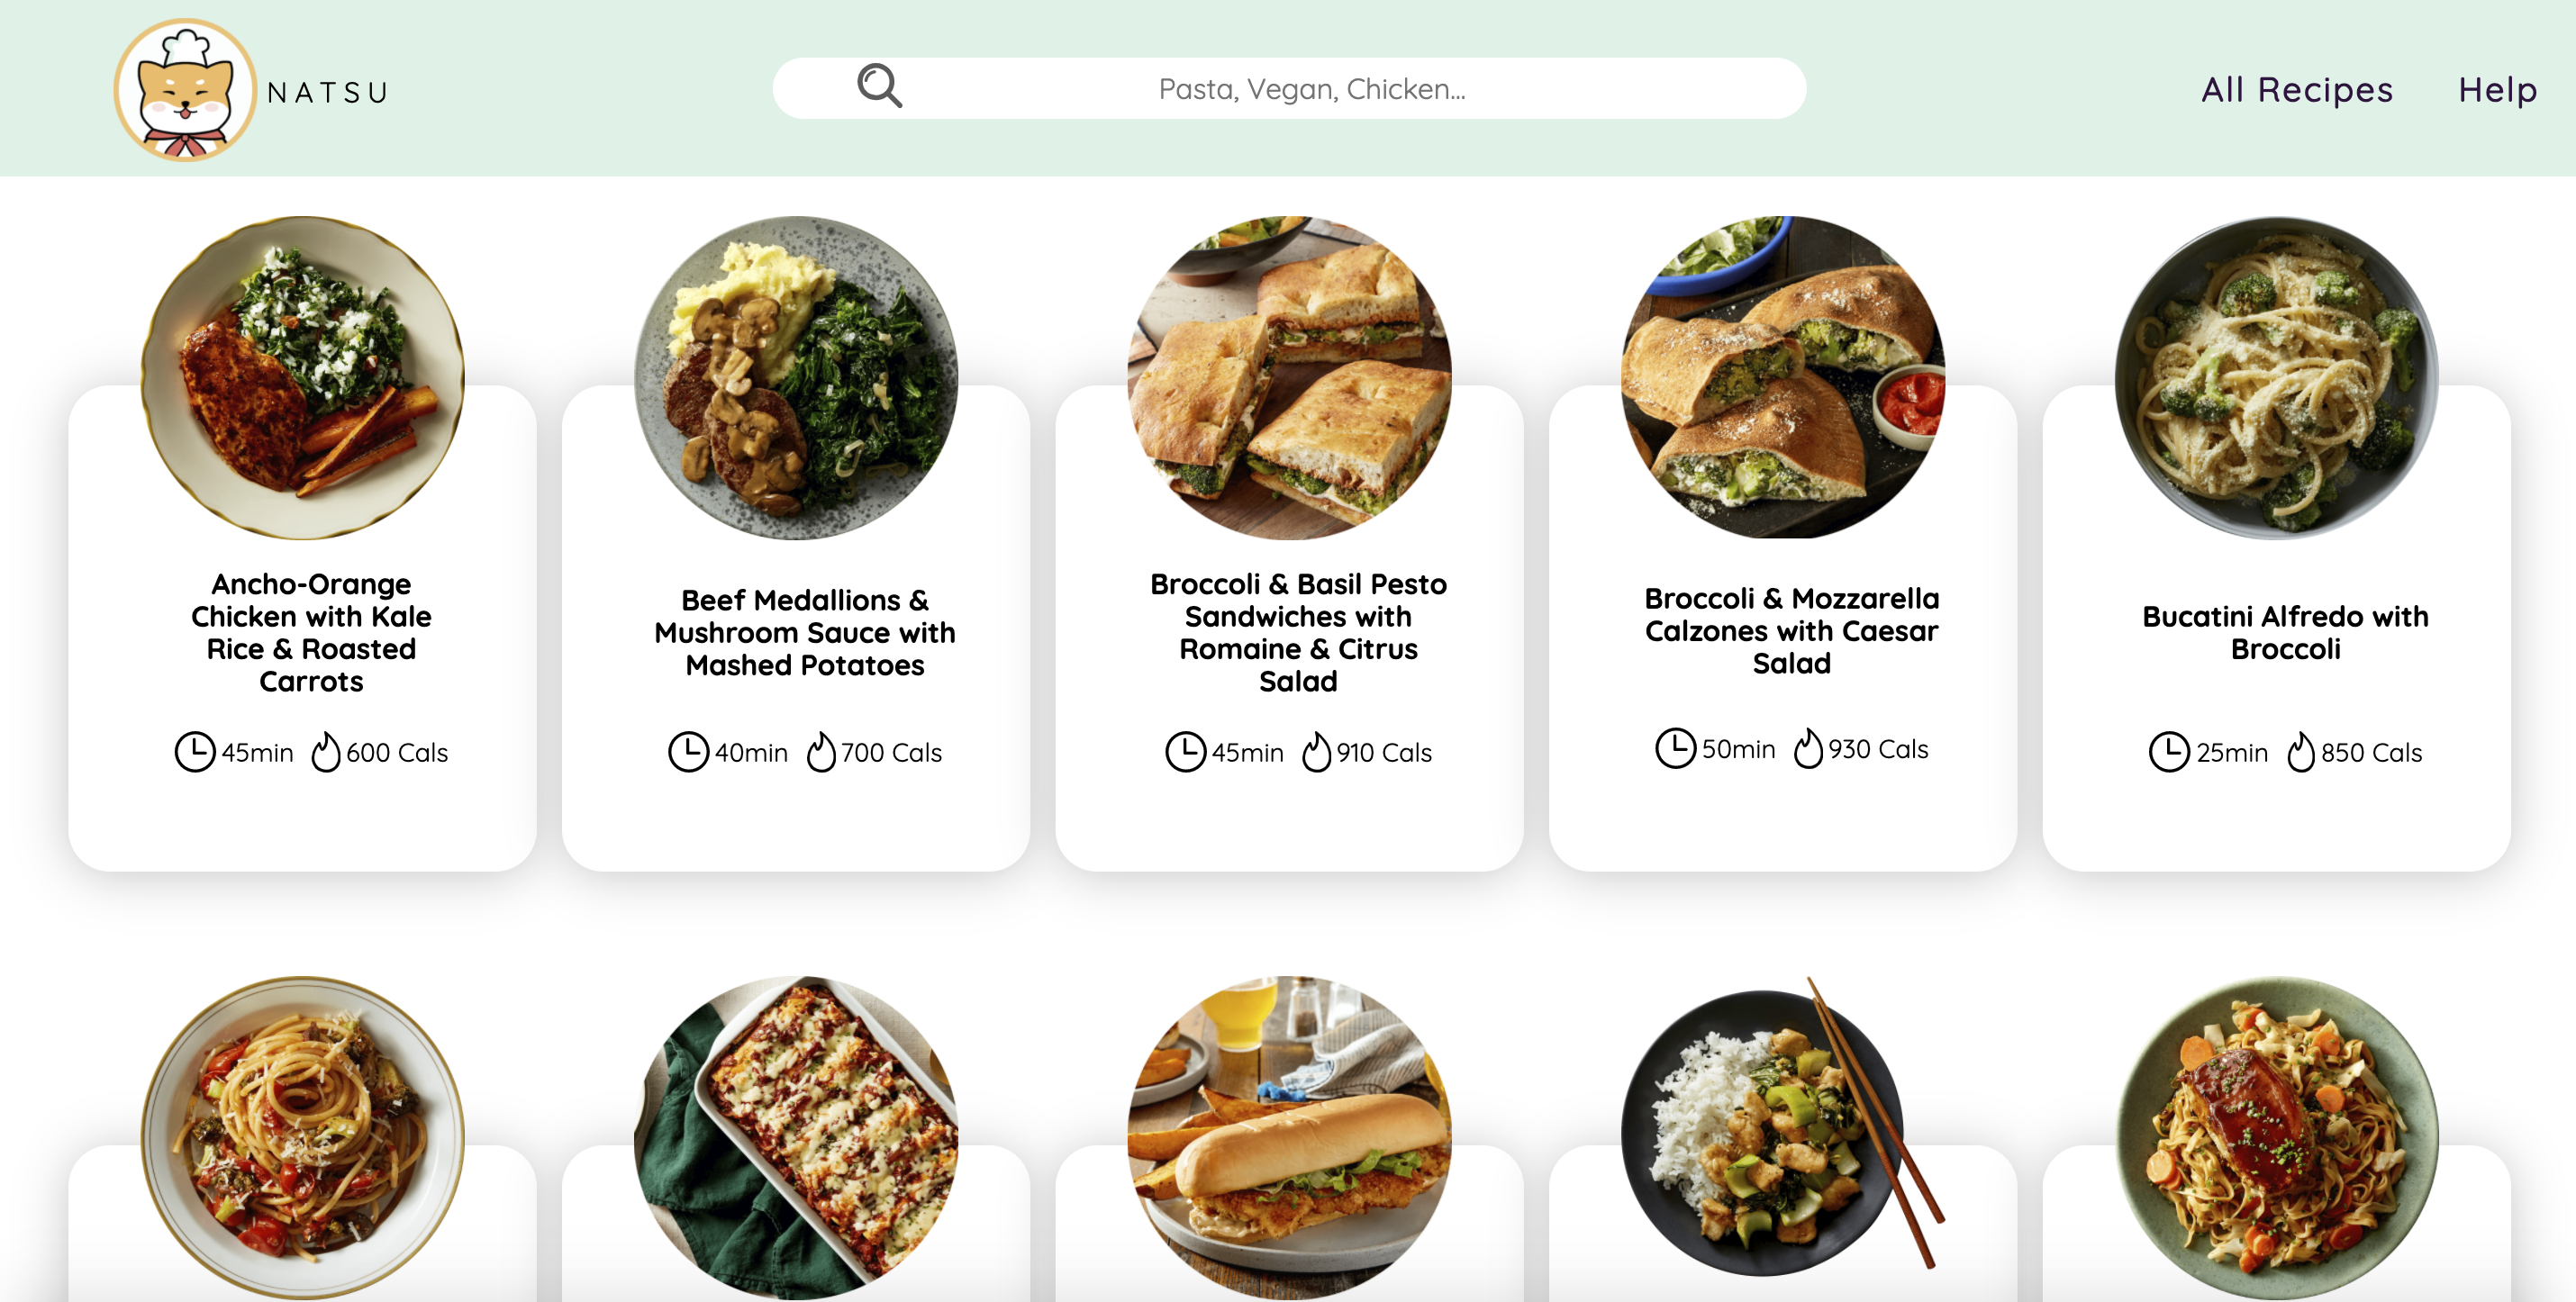 NATSU
Pasta, Vegan, Chicken...
All Recipes
Help
Ancho-Orange
Chicken with Kale
Rice & Roasted
Carrots
45min
600 Cals
Beef Medallions &
Mushroom Sauce with
Mashed Potatoes
40min
700 Cals
Broccoli & Basil Pesto
Sandwiches with
Romaine & Citrus
Salad
45min
910 Cals
Broccoli & Mozzarella
Calzones with Caesar
Salad
50min
930 Cals
Bucatini Alfredo with
Broccoli
25min
850 Cals